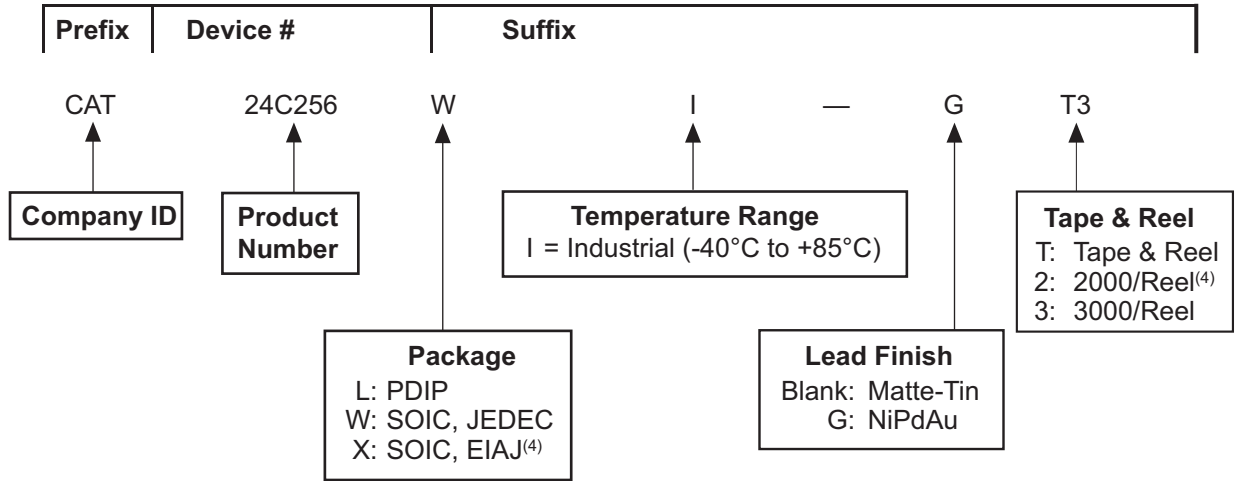 Prefix Device # Suffix
CAT 24C256 W I — G T3
Company ID
Product
Number
Temperature Range
I = Industrial (-40°C to +85°C)
Tape & Reel
T: Tape & Reel
2: 2000/Reel(4)
3: 3000/Reel
Package
L: PDIP
W: SOIC, JEDEC
X: SOIC, EIAJ(4)
Lead Finish
Blank: Matte-Tin
G: NiPdAu